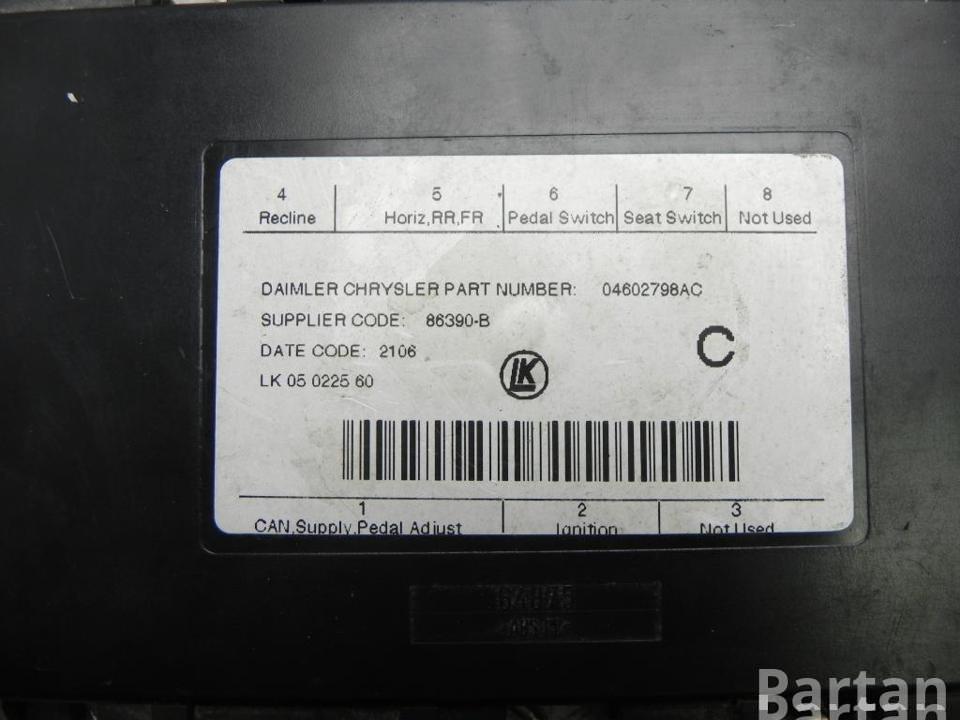 4 5 6 7 8
Recline Horiz,RR,FR Pedal Switch Seat Switch Not Used
DAIMLER CHRYSLER PART NUMBER: 04602798AC
SUPPLIER CODE: 86390-B
DATE CODE: 2106
C
LK 05 0225 60
LK
1 2 3
CAN,Supply,Pedal Adjust Ignition Not Used
Bartan
Bartan